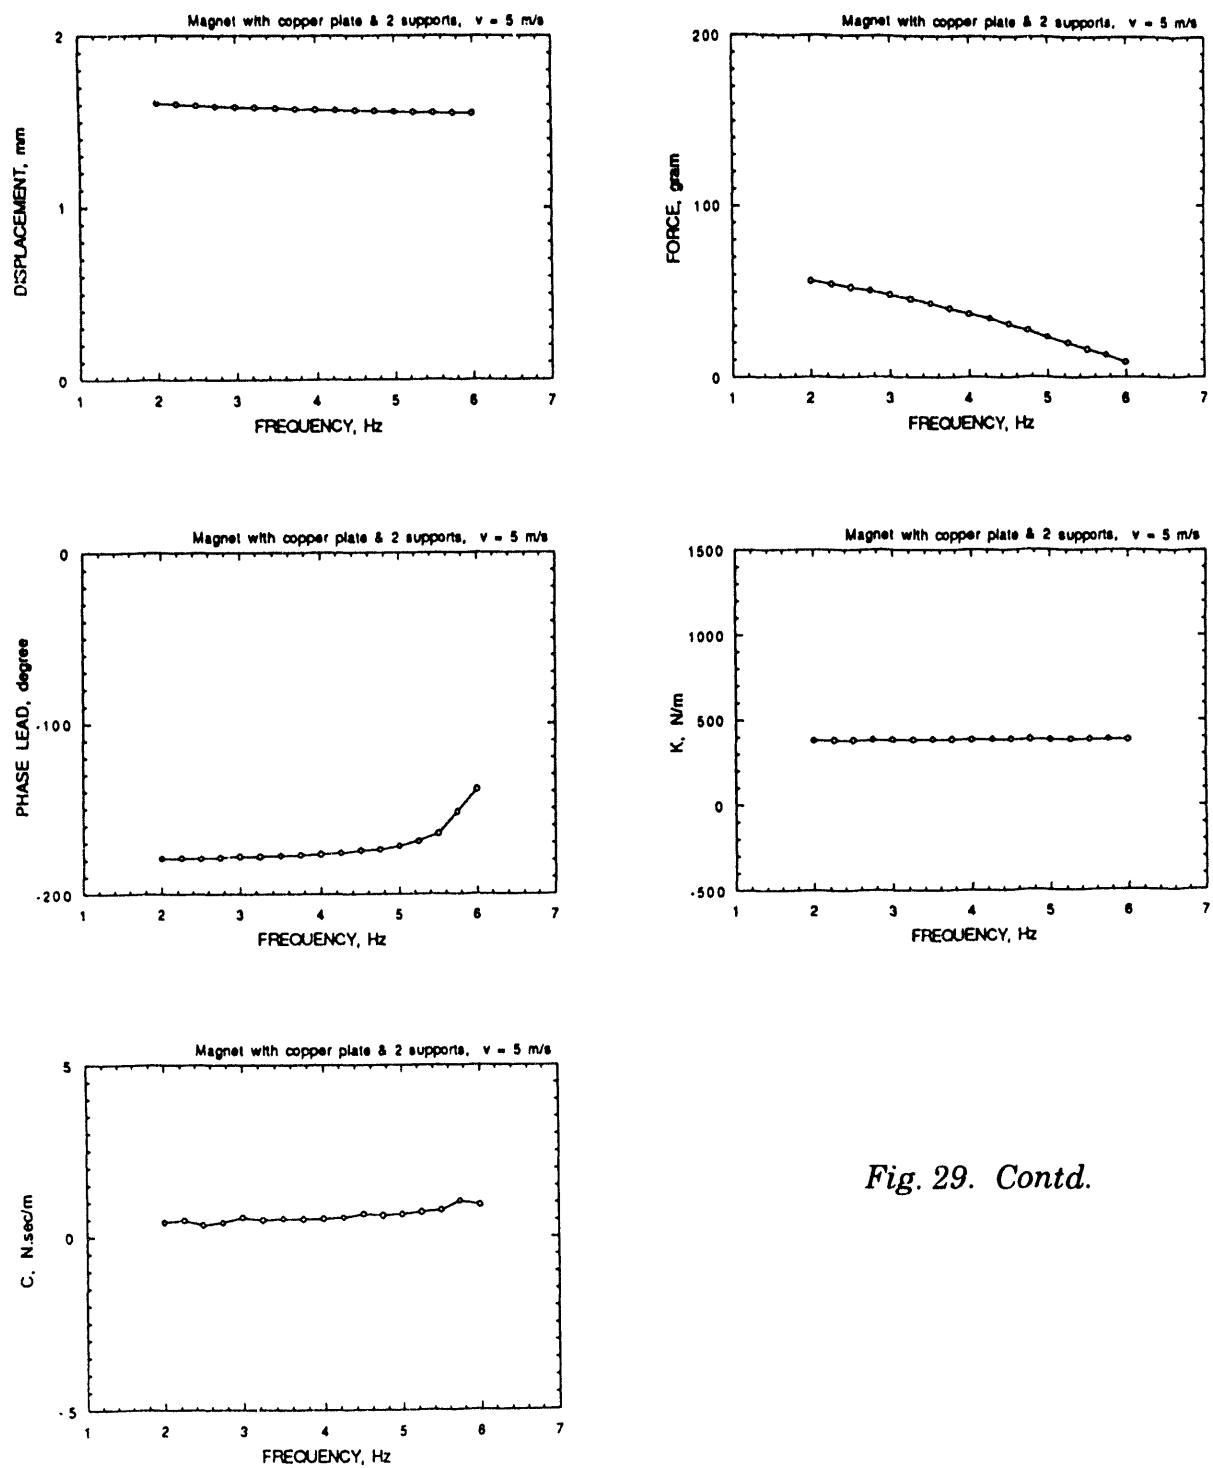 Magnet with copper plate & 2 supports, v = 5 m/s
2
1
0
DISPLACEMENT, mm
1 2 3 4 5 6 7
FREQUENCY, Hz
Magnet with copper plate & 2 supports, v = 5 m/s
200
100
0
FORCE, gram
1 2 3 4 5 6 7
FREQUENCY, Hz
Magnet with copper plate & 2 supports, v = 5 m/s
0
-100
-200
PHASE LEAD, degree
1 2 3 4 5 6 7
FREQUENCY, Hz
Magnet with copper plate & 2 supports, v = 5 m/s
1500
1000
500
0
-500
K, N/m
1 2 3 4 5 6 7
FREQUENCY, Hz
Magnet with copper plate & 2 supports, v = 5 m/s
5
0
-5
C, N.sec/m
1 2 3 4 5 6 7
FREQUENCY, Hz
Fig. 29. Contd.